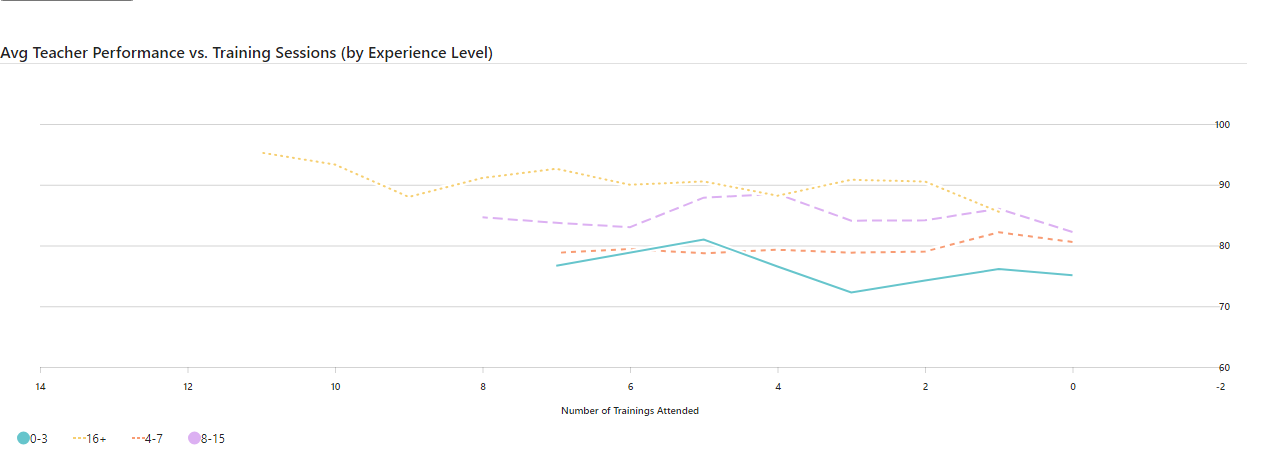 Avg Teacher Performance vs. Training Sessions (by Experience Level)
100
90
80
70
60
14 12 10 8 6 4 2 0 -2
Number of Trainings Attended
0-3 16+ 4-7 8-15